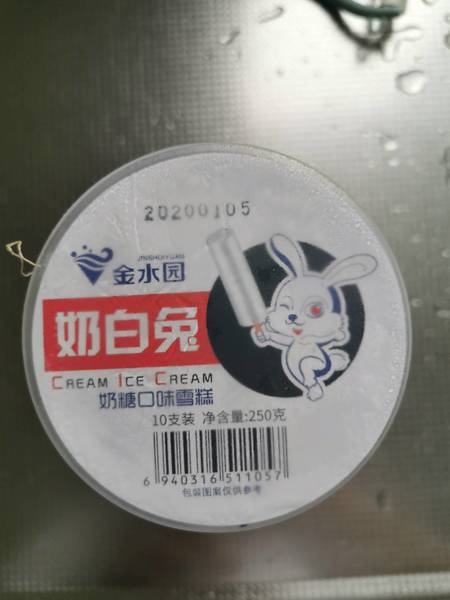 20200105
JINSHUIYUAN
金水园
奶白兔
CREAM ICE CREAM
奶糖口味雪糕
10支装 净含量:250克
6 940316 511057
包装图案仅供参考